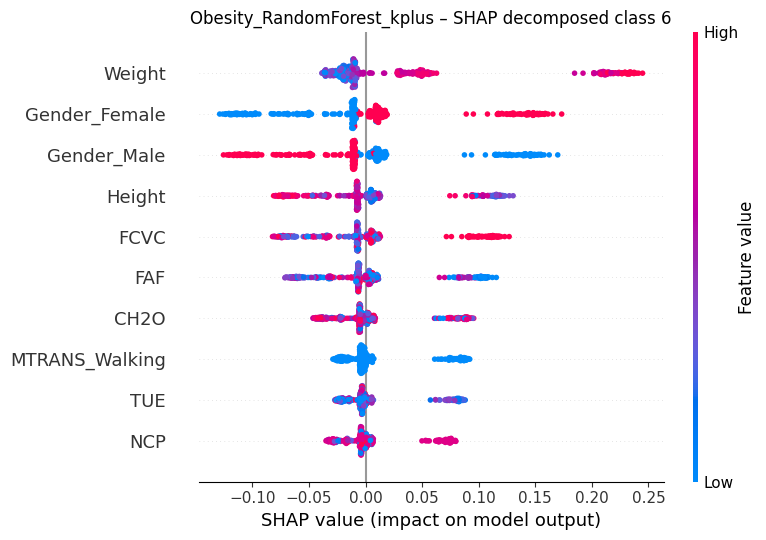 Obesity_RandomForest_kplus – SHAP decomposed class 6
High
Weight
Gender_Female
Gender_Male
Height
FCVC
FAF
CH2O
MTRANS_Walking
TUE
NCP
Feature value
Low
−0.10 −0.05 0.00 0.05 0.10 0.15 0.20 0.25
SHAP value (impact on model output)